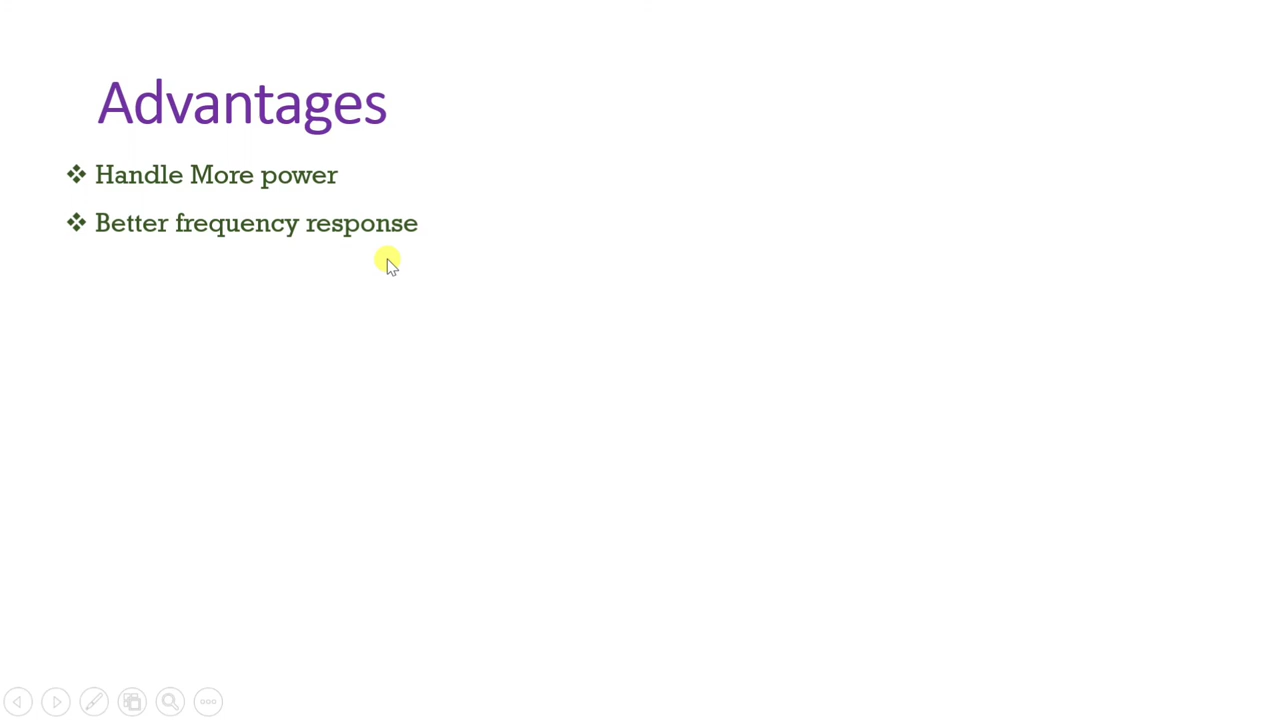 Advantages
❖ Handle More power
❖ Better frequency response